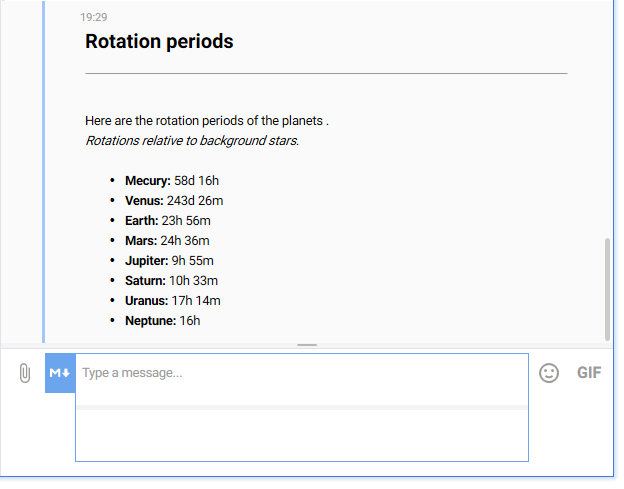 19:29
Rotation periods
Here are the rotation periods of the planets .
Rotations relative to background stars.
• Mecury: 58d 16h
• Venus: 243d 26m
• Earth: 23h 56m
• Mars: 24h 36m
• Jupiter: 9h 55m
• Saturn: 10h 33m
• Uranus: 17h 14m
• Neptune: 16h
M Type a message... GIF